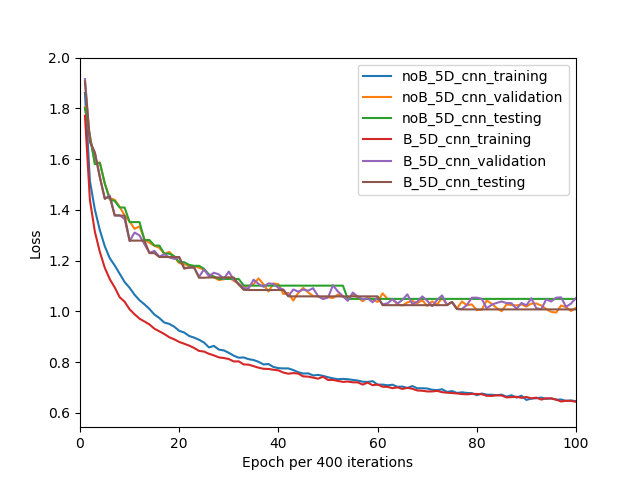 2.0
1.8
1.6
1.4
1.2
1.0
0.8
0.6
Loss
noB_5D_cnn_training
noB_5D_cnn_validation
noB_5D_cnn_testing
B_5D_cnn_training
B_5D_cnn_validation
B_5D_cnn_testing
0 20 40 60 80 100
Epoch per 400 iterations